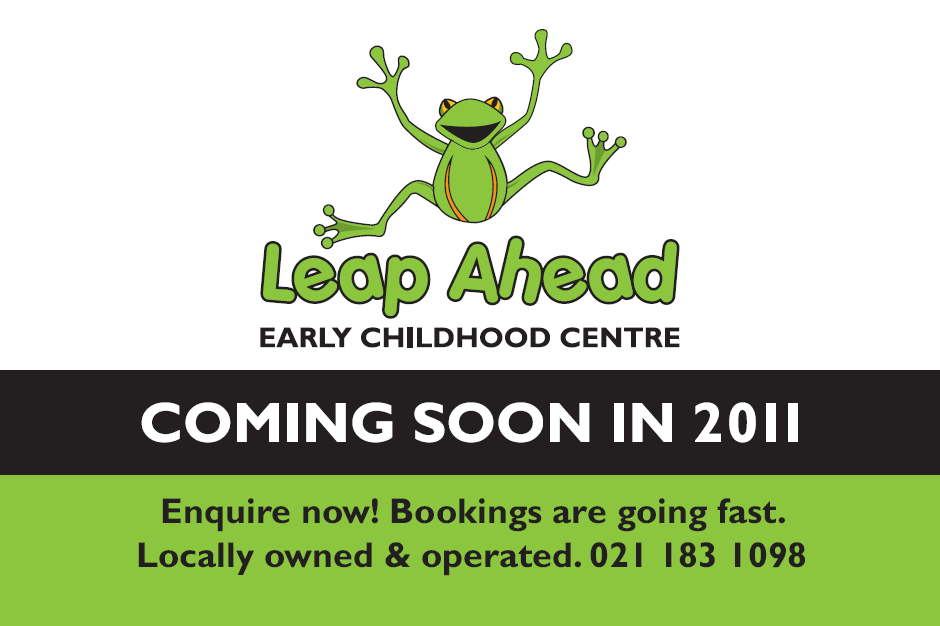 Leap Ahead
EARLY CHILDHOOD CENTRE
COMING SOON IN 2011
Enquire now! Bookings are going fast.
Locally owned & operated. 021 183 1098